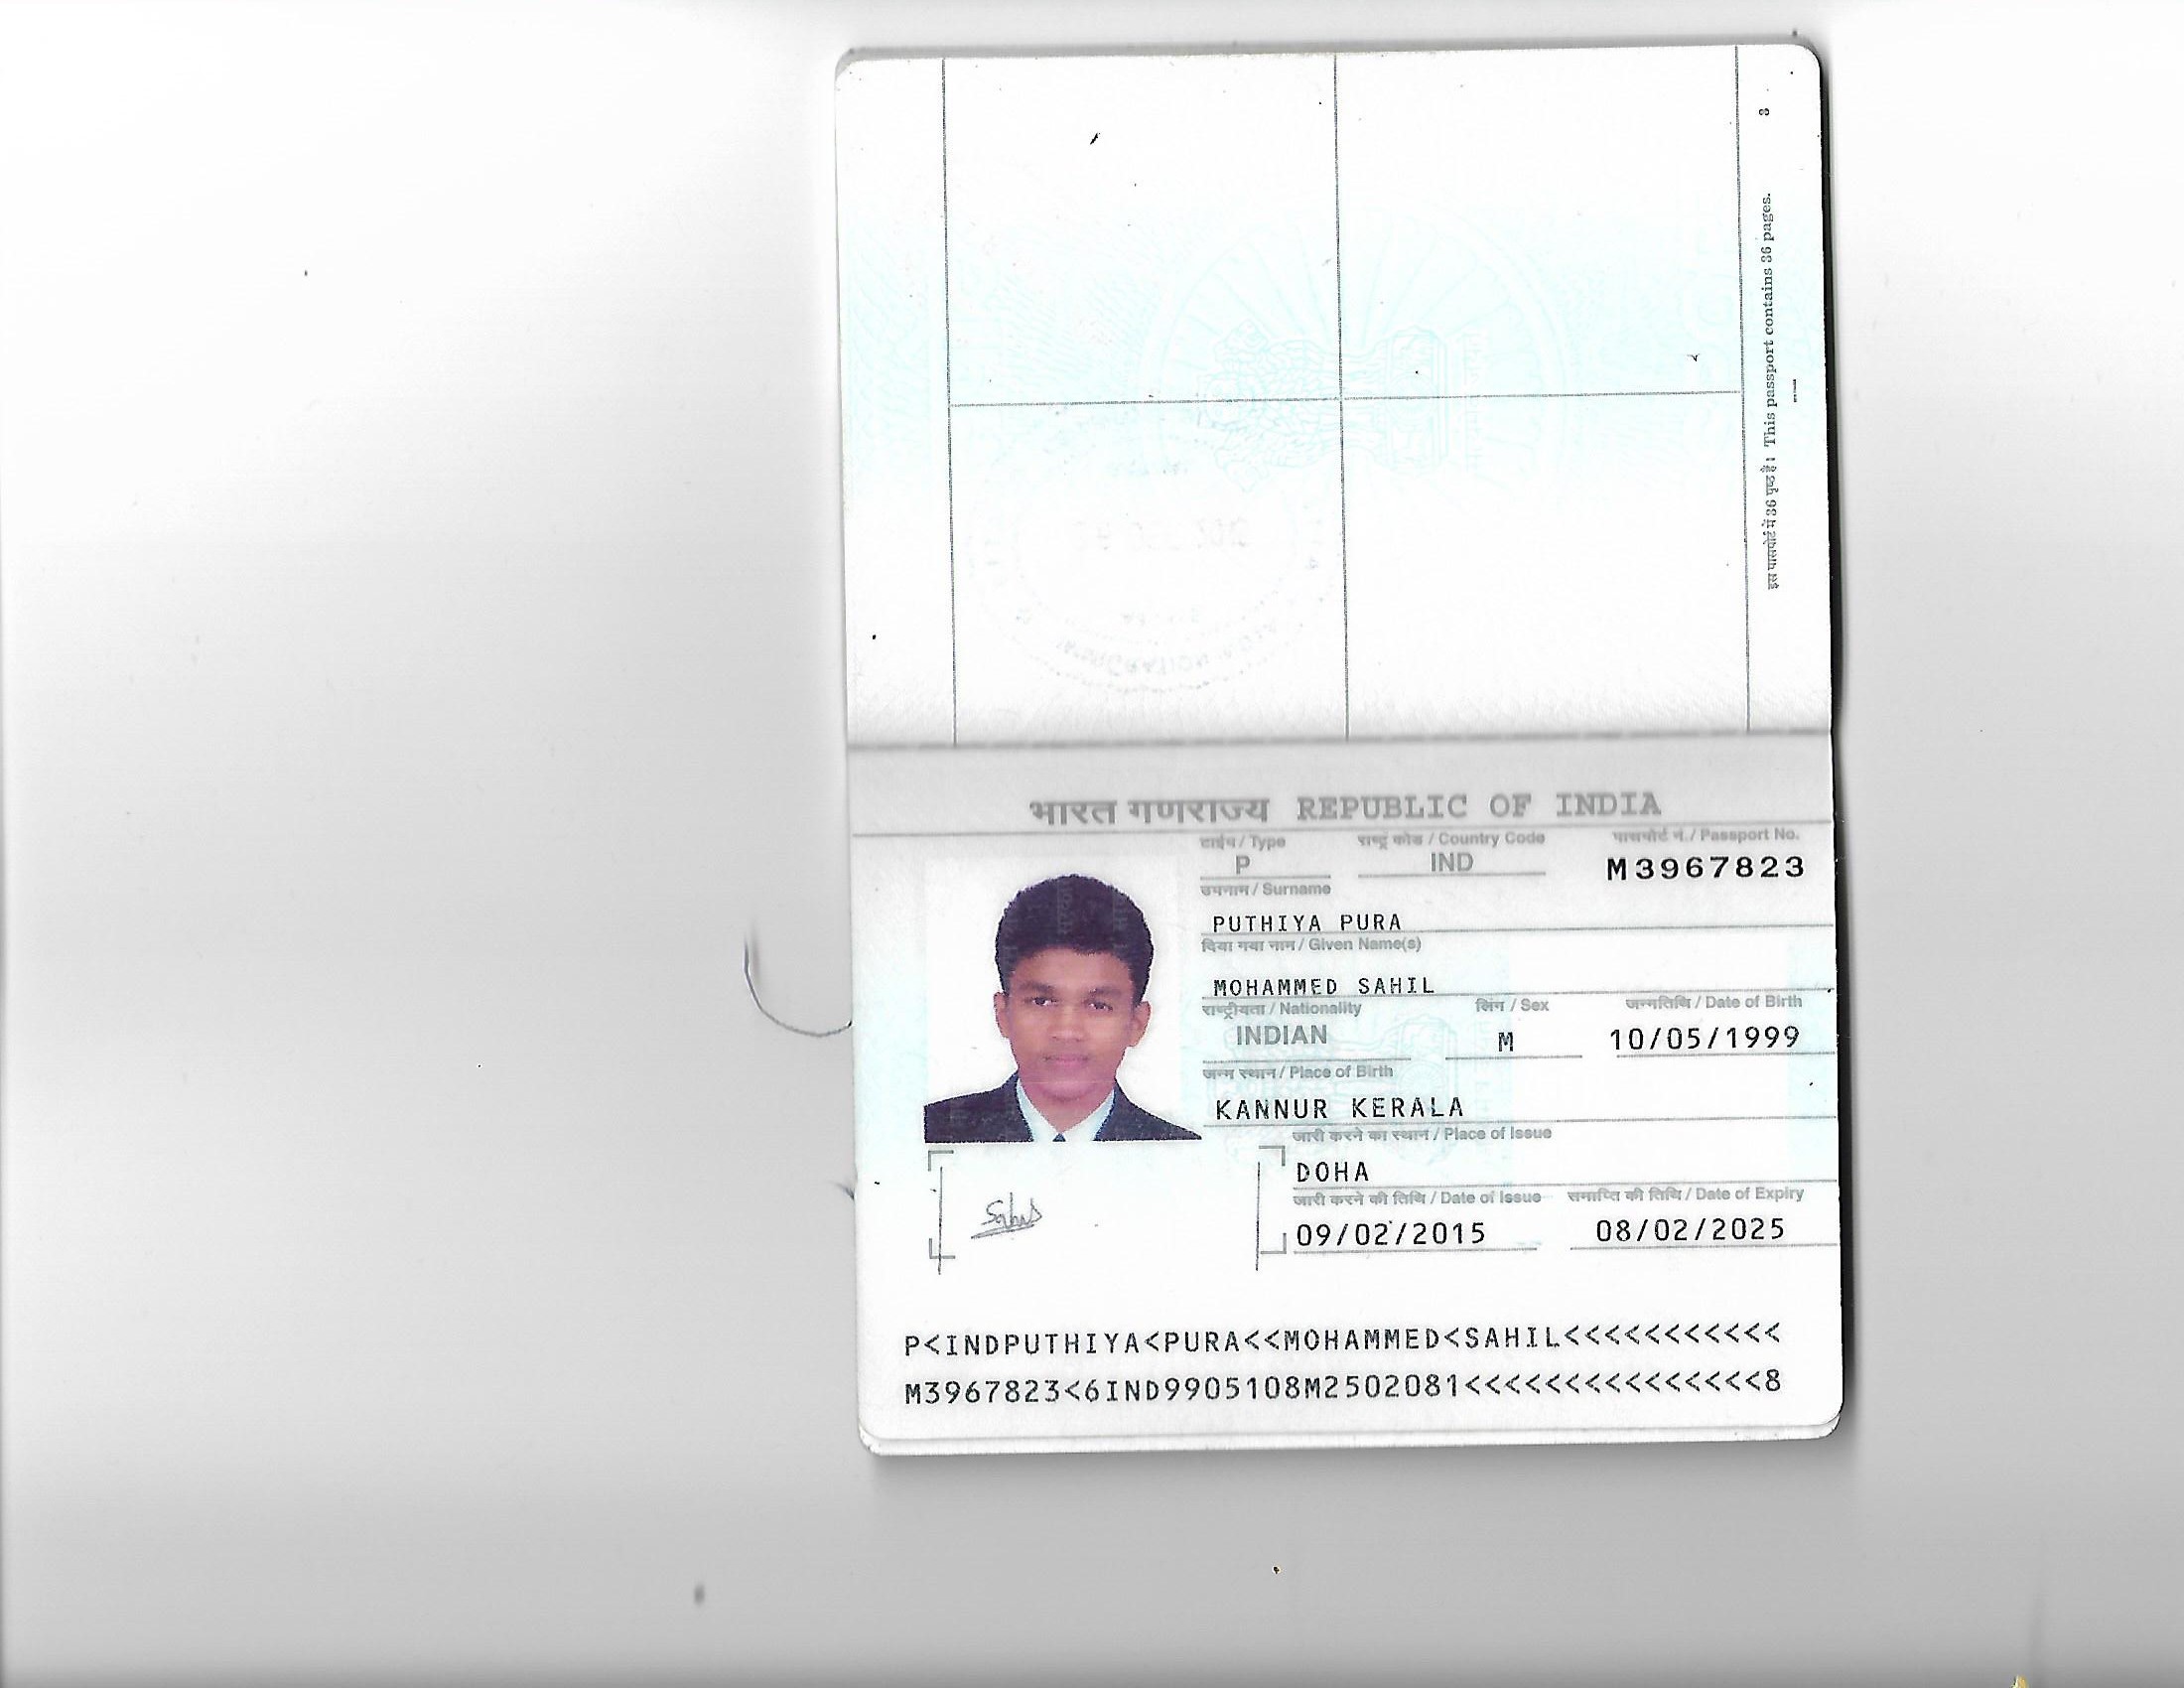 3
इस पासपोर्ट में 36 पृष्ठ है। This passport contains 36 pages.
भारत गणराज्य REPUBLIC OF INDIA
टाईप / Type राष्ट्र कोड / Country Code पासपोर्ट नं. / Passport No.
P IND M3967823
उपनाम / Surname
PUTHIYA PURA
दिया गया नाम / Given Name(s)
MOHAMMED SAHIL
राष्ट्रीयता / Nationality लिंग / Sex जन्मतिथि / Date of Birth
INDIAN M 10/05/1999
जन्म स्थान / Place of Birth
KANNUR KERALA
जारी करने का स्थान / Place of Issue
DOHA
जारी करने की तिथि / Date of Issue समाप्ति की तिथि / Date of Expiry
09/02/2015 08/02/2025
Sahil
P<INDPUTHIYA<PURA<<MOHAMMED<SAHIL<<<<<<<<<<<
M3967823<6IND9905108M2502081<<<<<<<<<<<<<<<8